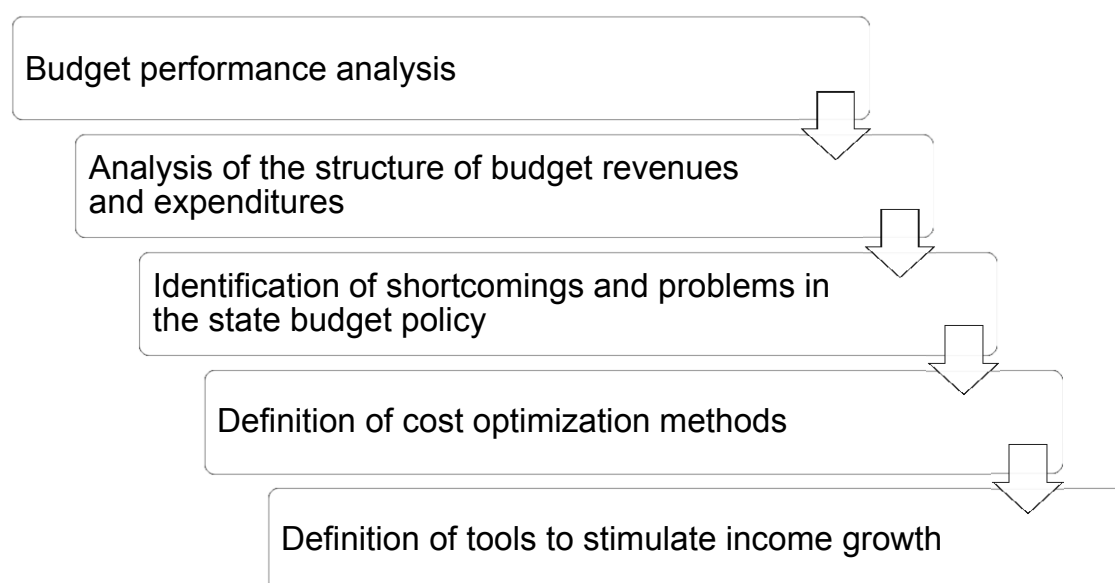 Budget performance analysis
Analysis of the structure of budget revenues
and expenditures
Identification of shortcomings and problems in
the state budget policy
Definition of cost optimization methods
Definition of tools to stimulate income growth